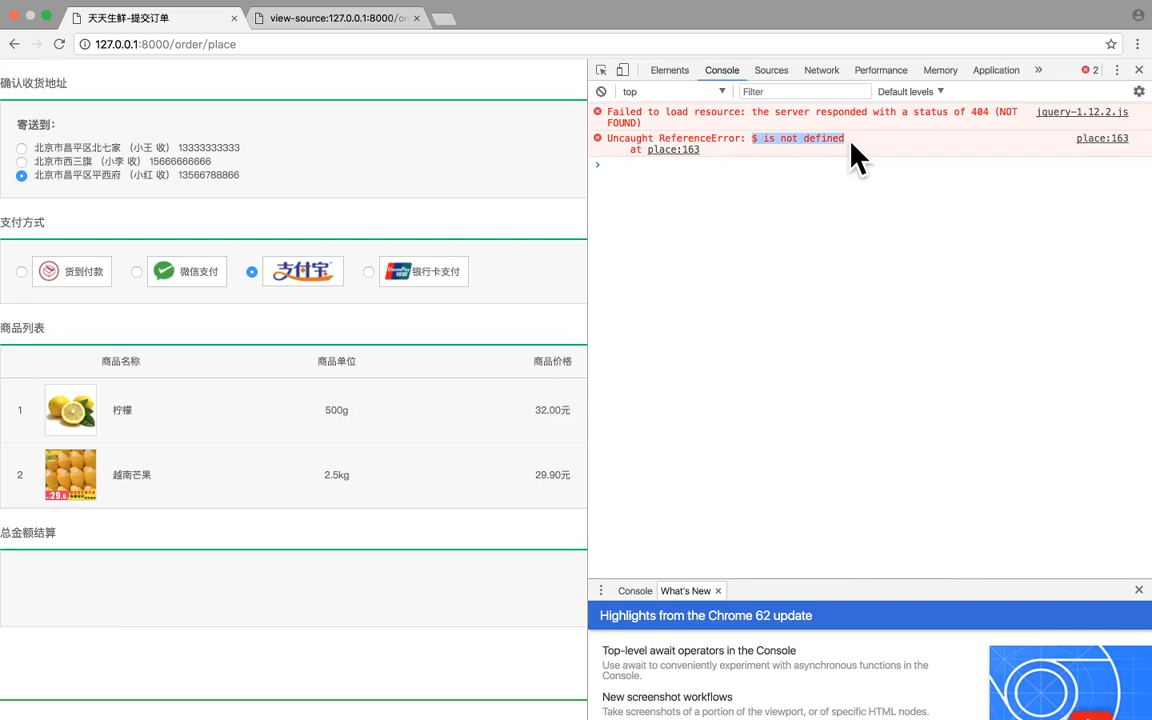 天天生鲜-提交订单
view-source:127.0.0.1:8000/or
127.0.0.1:8000/order/place
确认收货地址
寄送到：
北京市昌平区北七家 （小王 收） 13333333333
北京市西三旗 （小李 收） 15666666666
北京市昌平区平西府 （小红 收） 13566788866
支付方式
货到付款
微信支付
支付宝
UnionPay 银联
银行卡支付
商品列表
商品名称 商品单位 商品价格
1 柠檬 500g 32.00元
2 越南芒果 2.5kg 29.90元
总金额结算
Elements Console Sources Network Performance Memory Application 2
top Filter Default levels
Failed to load resource: the server responded with a status of 404 (NOT jquery-1.12.2.js
FOUND)
Uncaught ReferenceError: $ is not defined place:163
at place:163
Console What's New
Highlights from the Chrome 62 update
Top-level await operators in the Console
Use await to conveniently experiment with asynchronous functions in the
Console.
New screenshot workflows
Take screenshots of a portion of the viewport, or of specific HTML nodes.